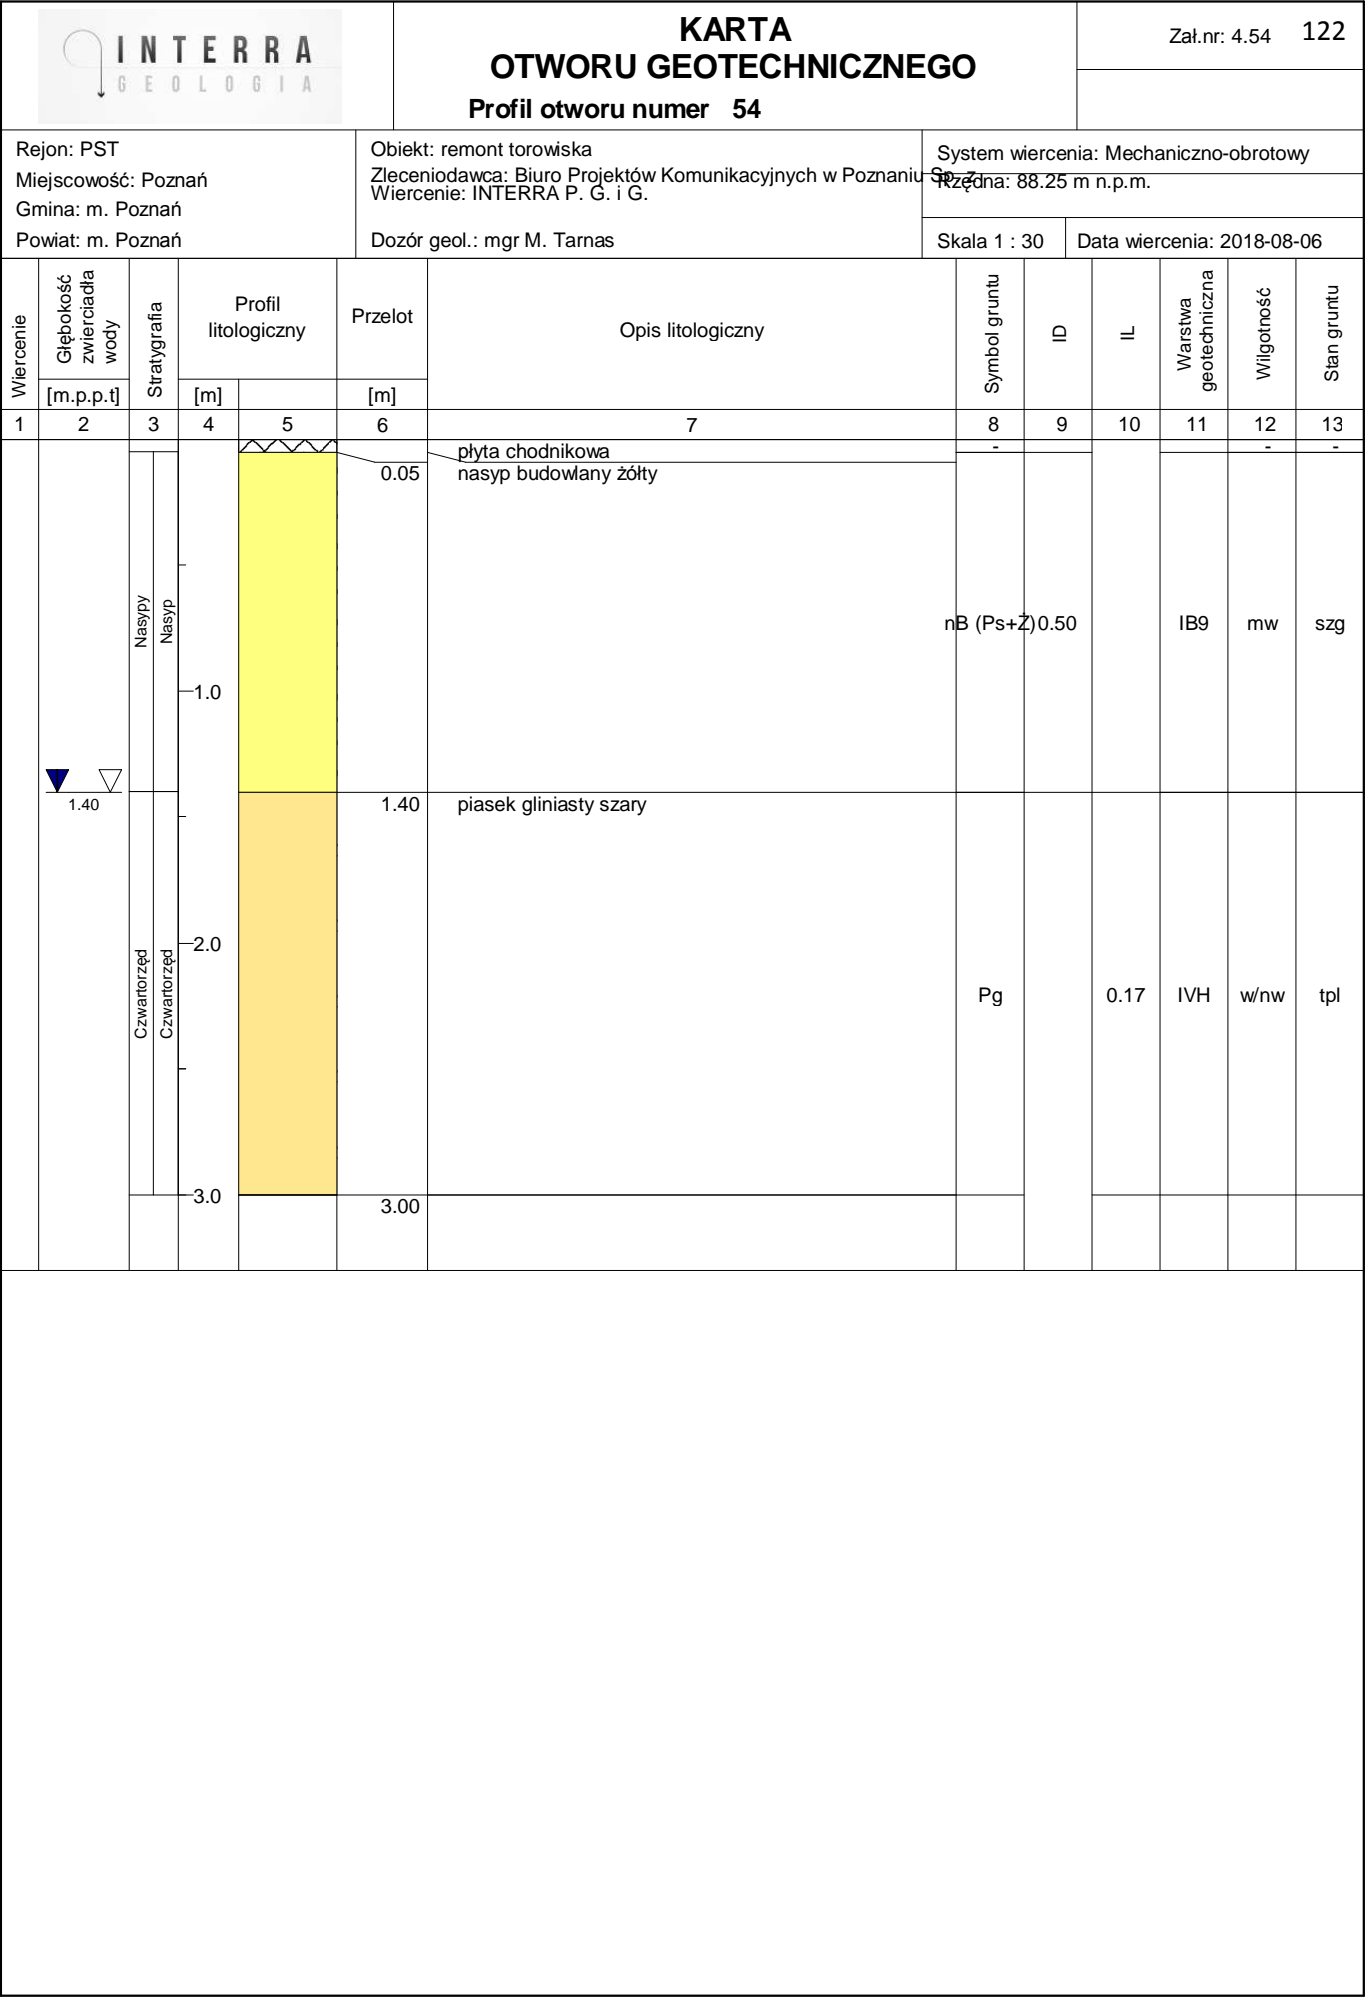 INTERRA
GEOLOGIA
KARTA
OTWORU GEOTECHNICZNEGO
Profil otworu numer 54
Zał.nr: 4.54 122
Rejon: PST
Miejscowość: Poznań
Gmina: m. Poznań
Powiat: m. Poznań
Obiekt: remont torowiska
Zleceniodawca: Biuro Projektów Komunikacyjnych w Poznaniu Sp. z
Wiercenie: INTERRA P. G. i G.
Dozór geol.: mgr M. Tarnas
System wiercenia: Mechaniczno-obrotowy
Rzędna: 88.25 m n.p.m.
Skala 1 : 30
Data wiercenia: 2018-08-06
Wiercenie
Głębokość
zwierciadła
wody
[m.p.p.t]
Stratygrafia
Profil
litologiczny
[m]
Przelot
[m]
Opis litologiczny
Symbol gruntu
ID
IL
Warstwa
geotechniczna
Wilgotność
Stan gruntu
1 2 3 4 5 6 7 8 9 10 11 12 13
płyta chodnikowa - - -
0.05 nasyp budowlany żółty
Nasypy
Nasyp
nB (Ps+Ż) 0.50 IB9 mw szg
1.0
1.40
1.40 piasek gliniasty szary
2.0
Czwartorzęd
Czwartorzęd
Pg 0.17 IVH w/nw tpl
3.0
3.00